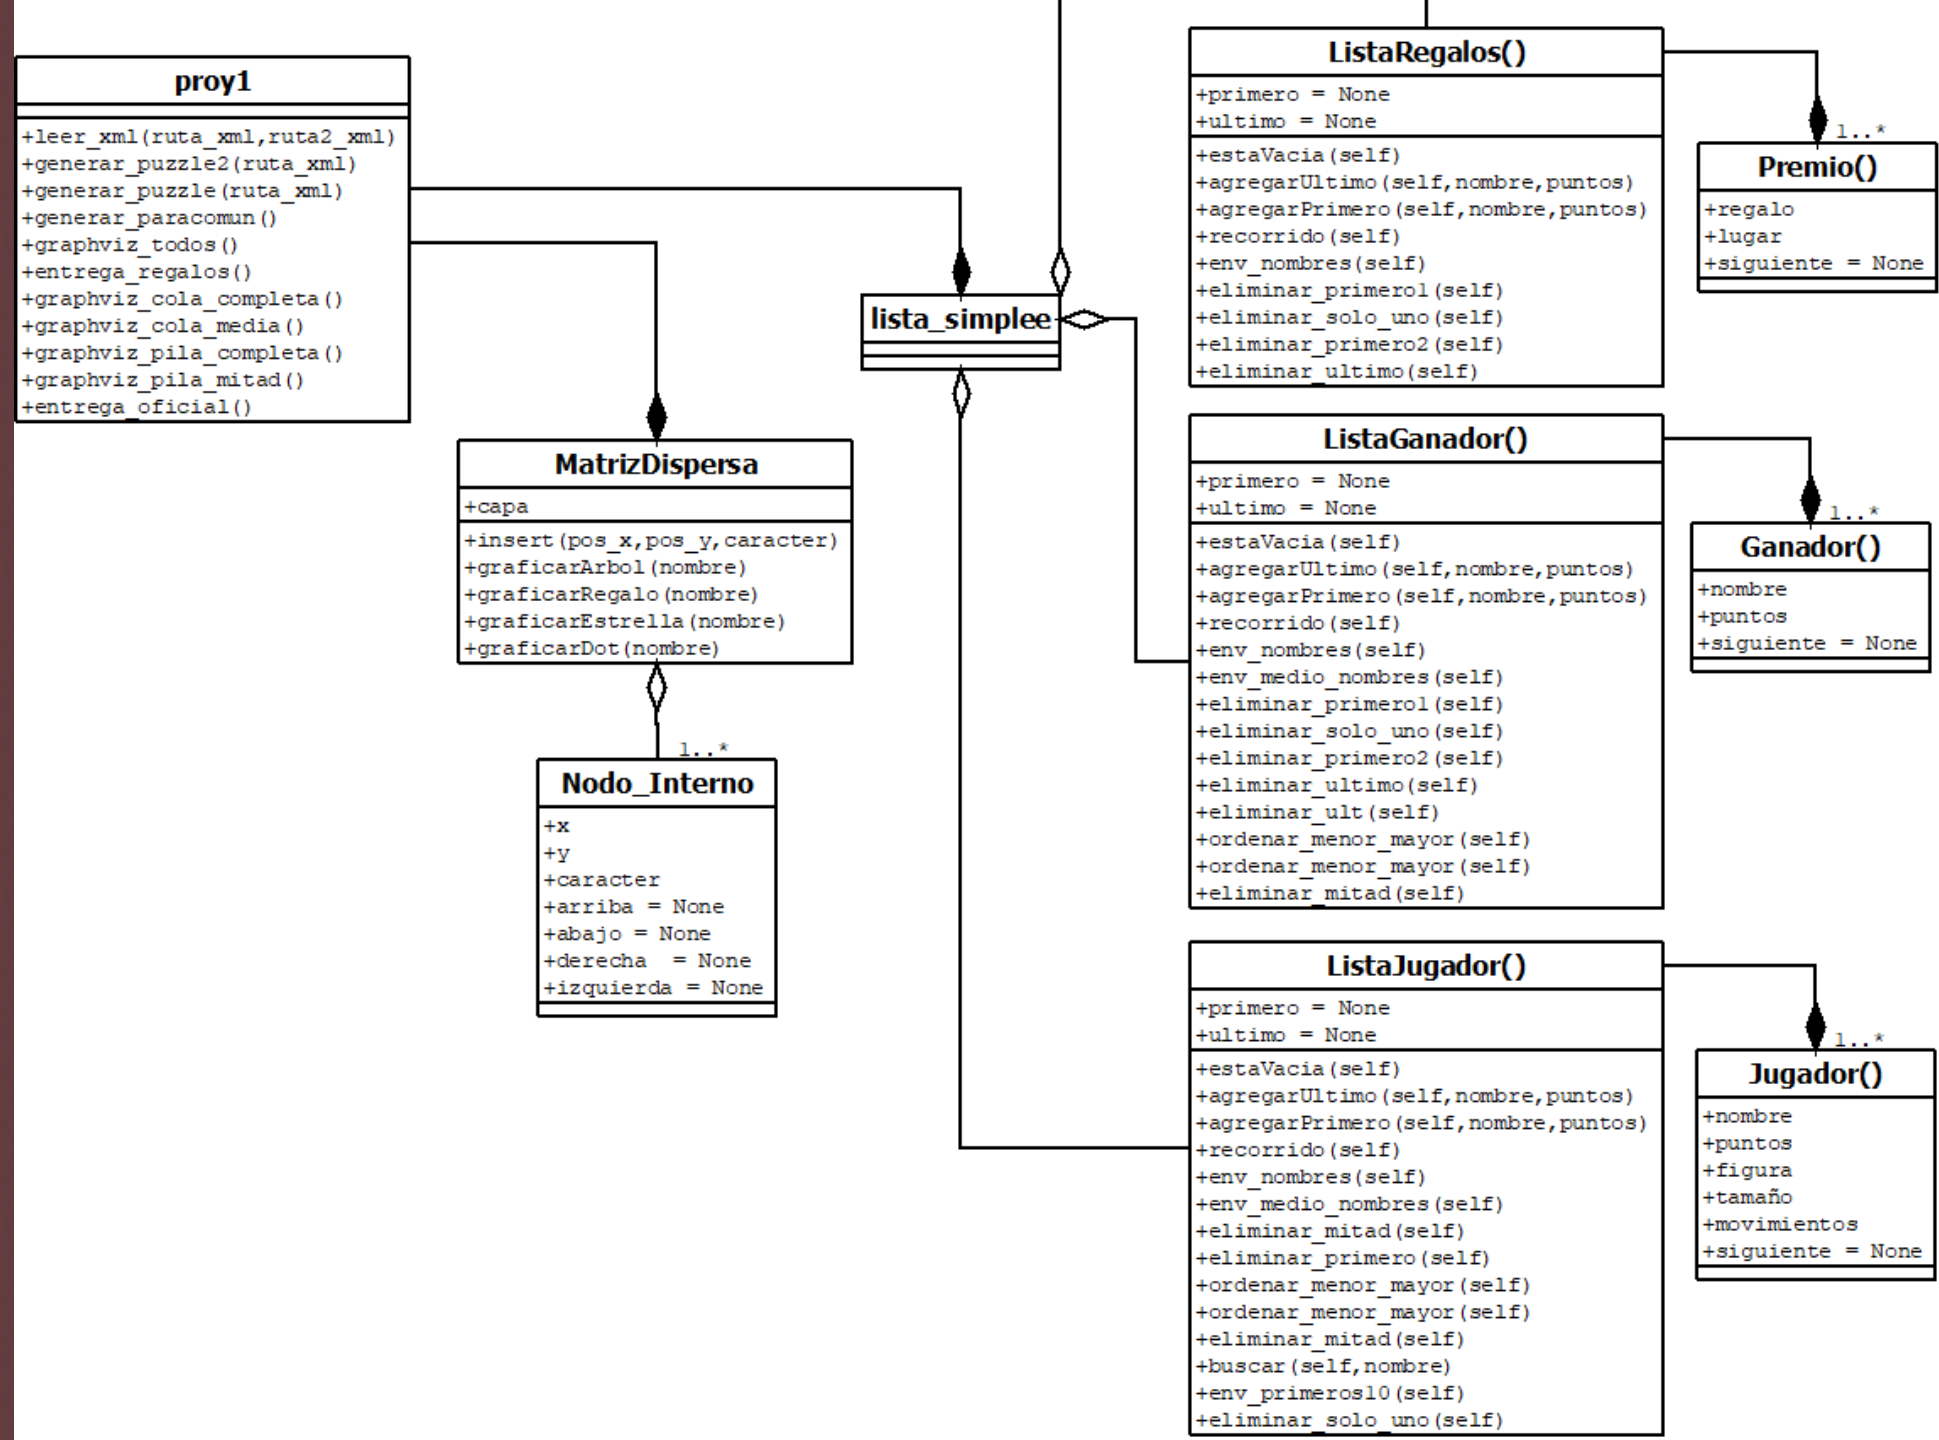 proy1
+leer_xml(ruta_xml,ruta2_xml)
+generar_puzzle2(ruta_xml)
+generar_puzzle(ruta_xml)
+generar_paracomun()
+graphviz_todos()
+entrega_regalos()
+graphviz_cola_completa()
+graphviz_cola_media()
+graphviz_pila_completa()
+graphviz_pila_mitad()
+entrega_oficial()
MatrizDispersa
+capa
+insert(pos_x,pos_y,caracter)
+graficarArbol(nombre)
+graficarRegalo(nombre)
+graficarEstrella(nombre)
+graficarDot(nombre)
1..*
Nodo_Interno
+x
+y
+caracter
+arriba = None
+abajo = None
+derecha  = None
+izquierda = None
lista_simplee
ListaRegalos()
+primero = None
+ultimo = None
+estaVacia(self)
+agregarUltimo(self,nombre,puntos)
+agregarPrimero(self,nombre,puntos)
+recorrido(self)
+env_nombres(self)
+eliminar_primero1(self)
+eliminar_solo_uno(self)
+eliminar_primero2(self)
+eliminar_ultimo(self)
1..*
Premio()
+regalo
+lugar
+siguiente = None
ListaGanador()
+primero = None
+ultimo = None
+estaVacia(self)
+agregarUltimo(self,nombre,puntos)
+agregarPrimero(self,nombre,puntos)
+recorrido(self)
+env_nombres(self)
+env_medio_nombres(self)
+eliminar_primero1(self)
+eliminar_solo_uno(self)
+eliminar_primero2(self)
+eliminar_ultimo(self)
+eliminar_ult(self)
+ordenar_menor_mayor(self)
+ordenar_menor_mayor(self)
+eliminar_mitad(self)
1..*
Ganador()
+nombre
+puntos
+siguiente = None
ListaJugador()
+primero = None
+ultimo = None
+estaVacia(self)
+agregarUltimo(self,nombre,puntos)
+agregarPrimero(self,nombre,puntos)
+recorrido(self)
+env_nombres(self)
+env_medio_nombres(self)
+eliminar_mitad(self)
+eliminar_primero(self)
+ordenar_menor_mayor(self)
+ordenar_menor_mayor(self)
+eliminar_mitad(self)
+buscar(self,nombre)
+env_primeros10(self)
+eliminar_solo_uno(self)
1..*
Jugador()
+nombre
+puntos
+figura
+tamaño
+movimientos
+siguiente = None